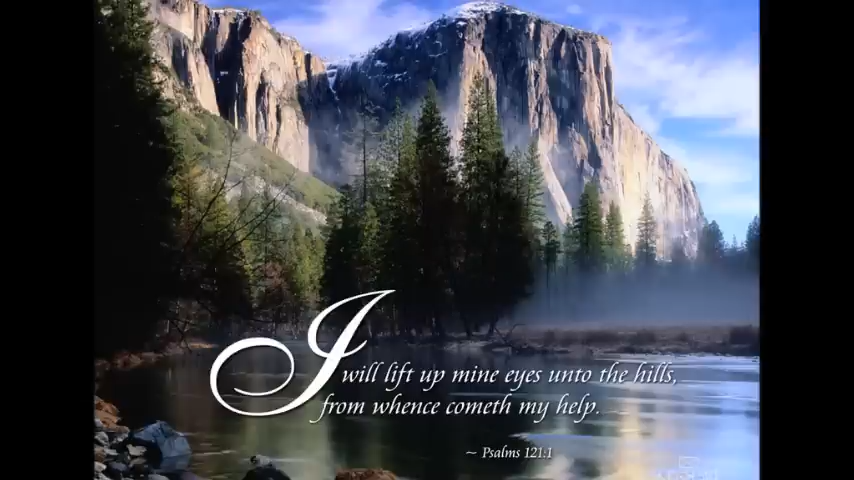 I will lift up mine eyes unto the hills,
from whence cometh my help.
~ Psalms 121:1